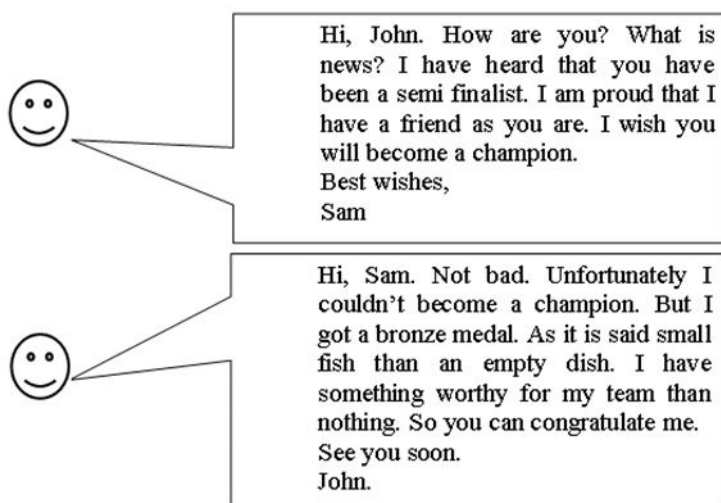 Hi, John. How are you? What is
news? I have heard that you have
been a semi finalist. I am proud that I
have a friend as you are. I wish you
will become a champion.
Best wishes,
Sam
Hi, Sam. Not bad. Unfortunately I
couldn’t become a champion. But I
got a bronze medal. As it is said small
fish than an empty dish. I have
something worthy for my team than
nothing. So you can congratulate me.
See you soon.
John.